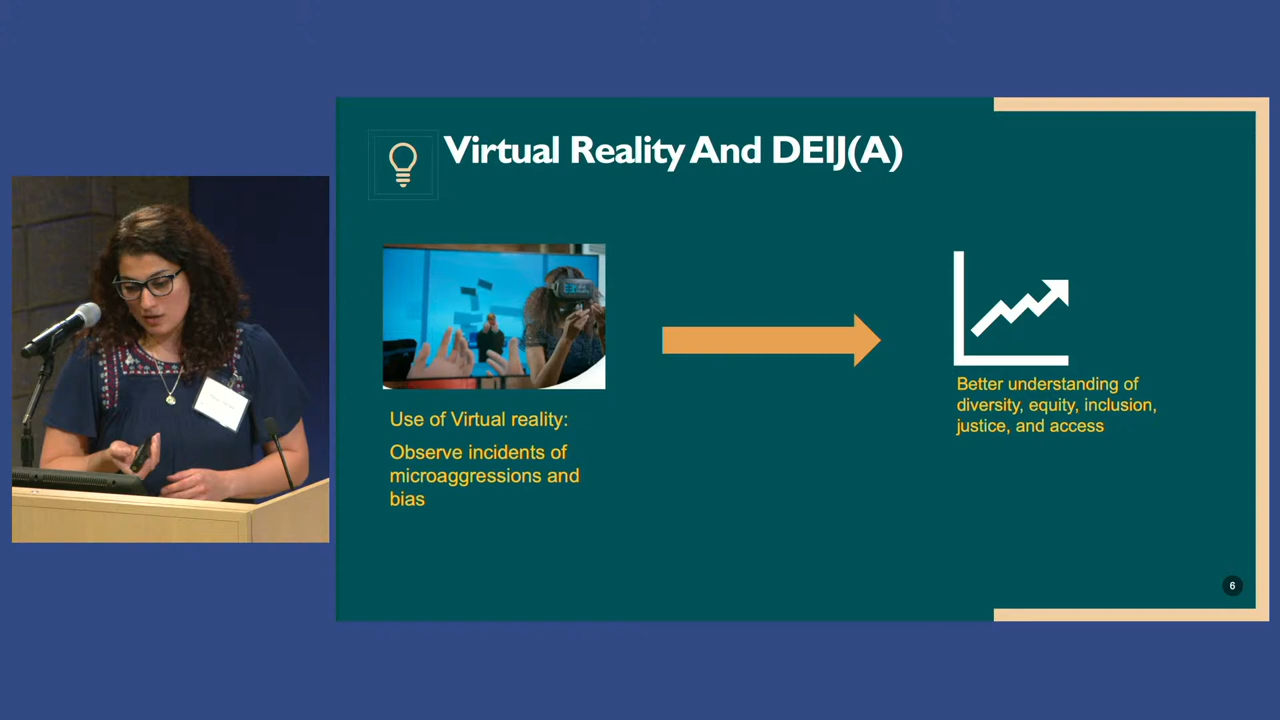 Virtual Reality And DEIJ(A)
Use of Virtual reality:
Observe incidents of
microaggressions and
bias
Better understanding of
diversity, equity, inclusion,
justice, and access
6